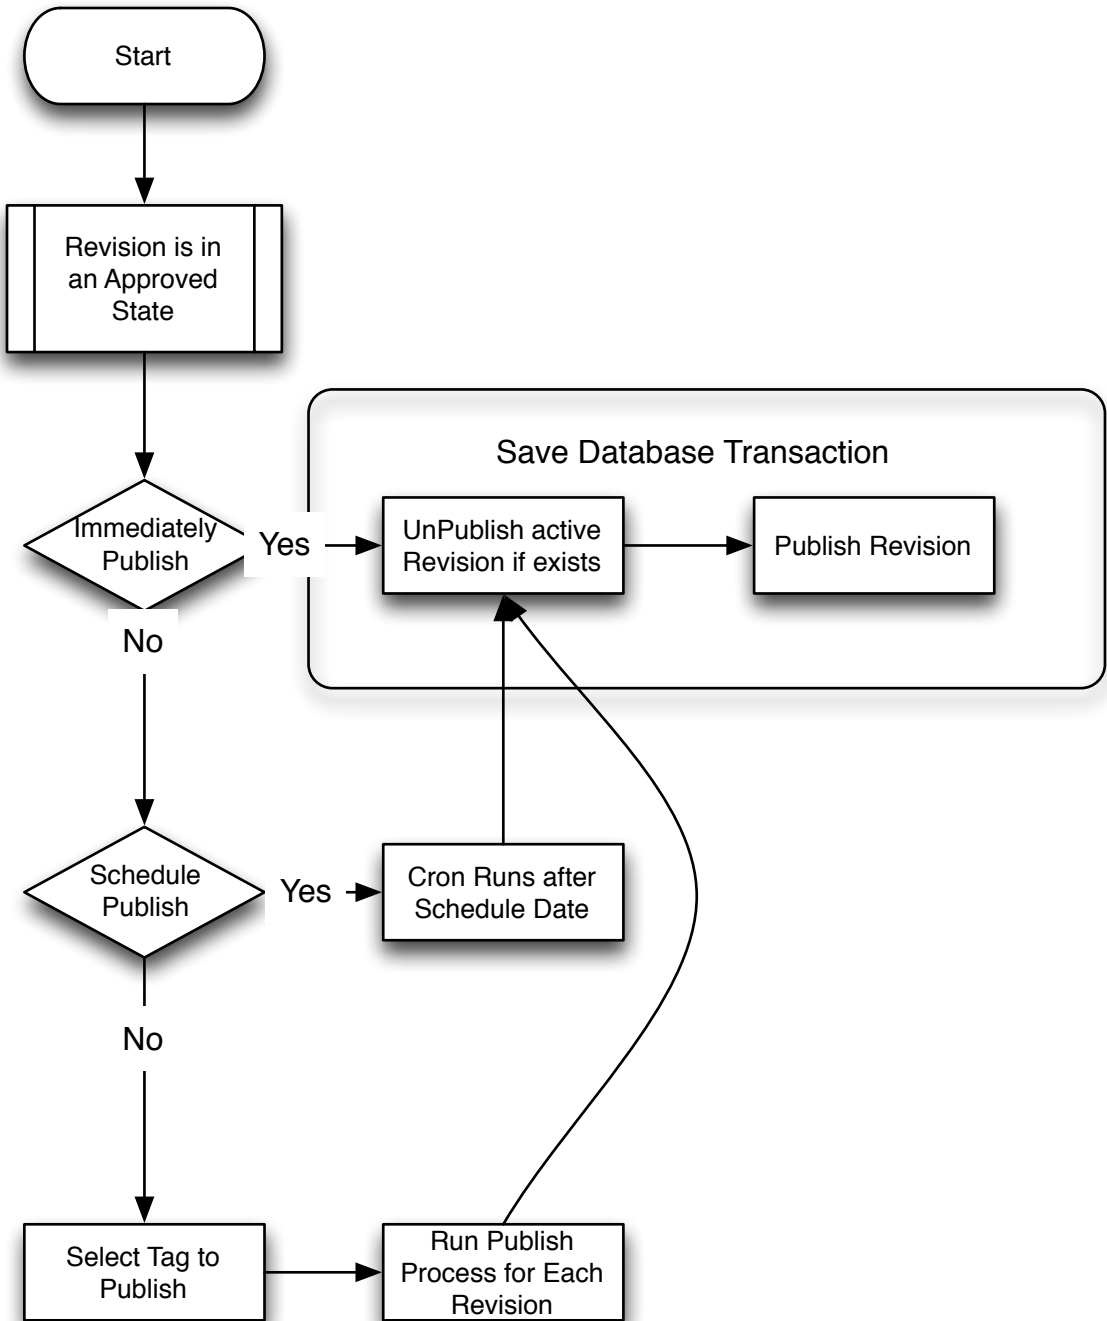 Start
Revision is in
an Approved
State
Save Database Transaction
Immediately
Publish
Yes
UnPublish active
Revision if exists
Publish Revision
No
Schedule
Publish
Yes
Cron Runs after
Schedule Date
No
Select Tag to
Publish
Run Publish
Process for Each
Revision